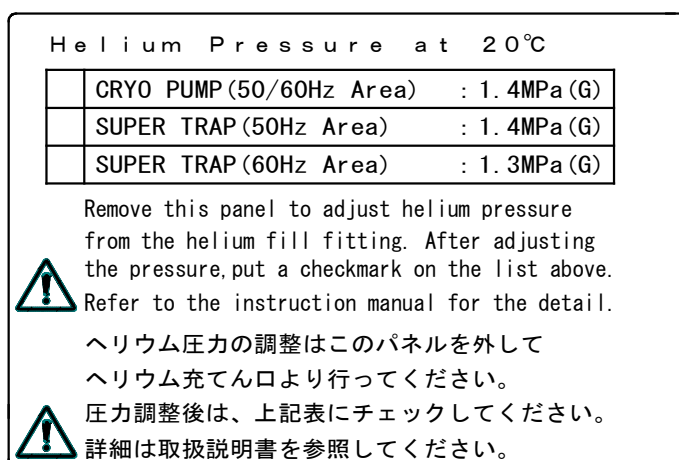 Helium Pressure at 20℃
CRYO PUMP(50/60Hz Area) : 1.4MPa(G)
SUPER TRAP(50Hz Area) : 1.4MPa(G)
SUPER TRAP(60Hz Area) : 1.3MPa(G)
Remove this panel to adjust helium pressure
from the helium fill fitting. After adjusting
the pressure,put a checkmark on the list above.
Refer to the instruction manual for the detail.
ヘリウム圧力の調整はこのパネルを外して
ヘリウム充てん口より行ってください。
圧力調整後は、上記表にチェックしてください。
詳細は取扱説明書を参照してください。